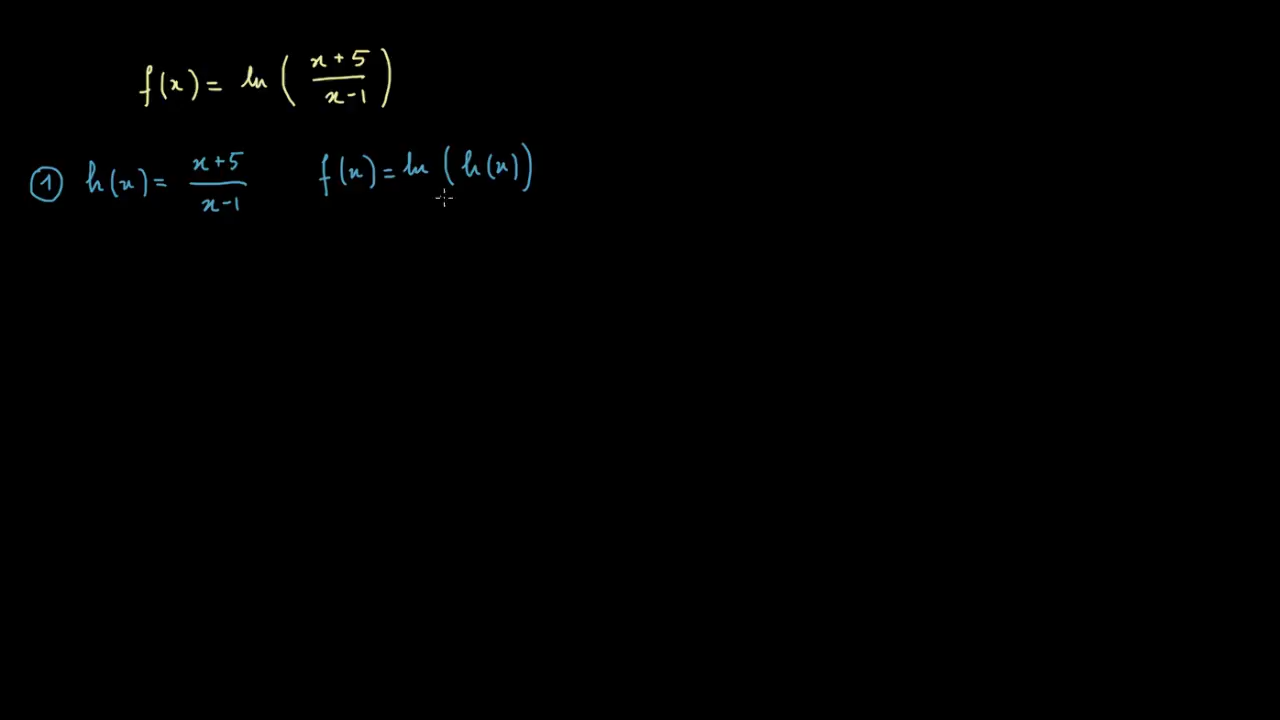 f(x) = ln ( (x+5)/(x-1) )
① h(x) = (x+5)/(x-1) f(x) = ln ( h(x) )